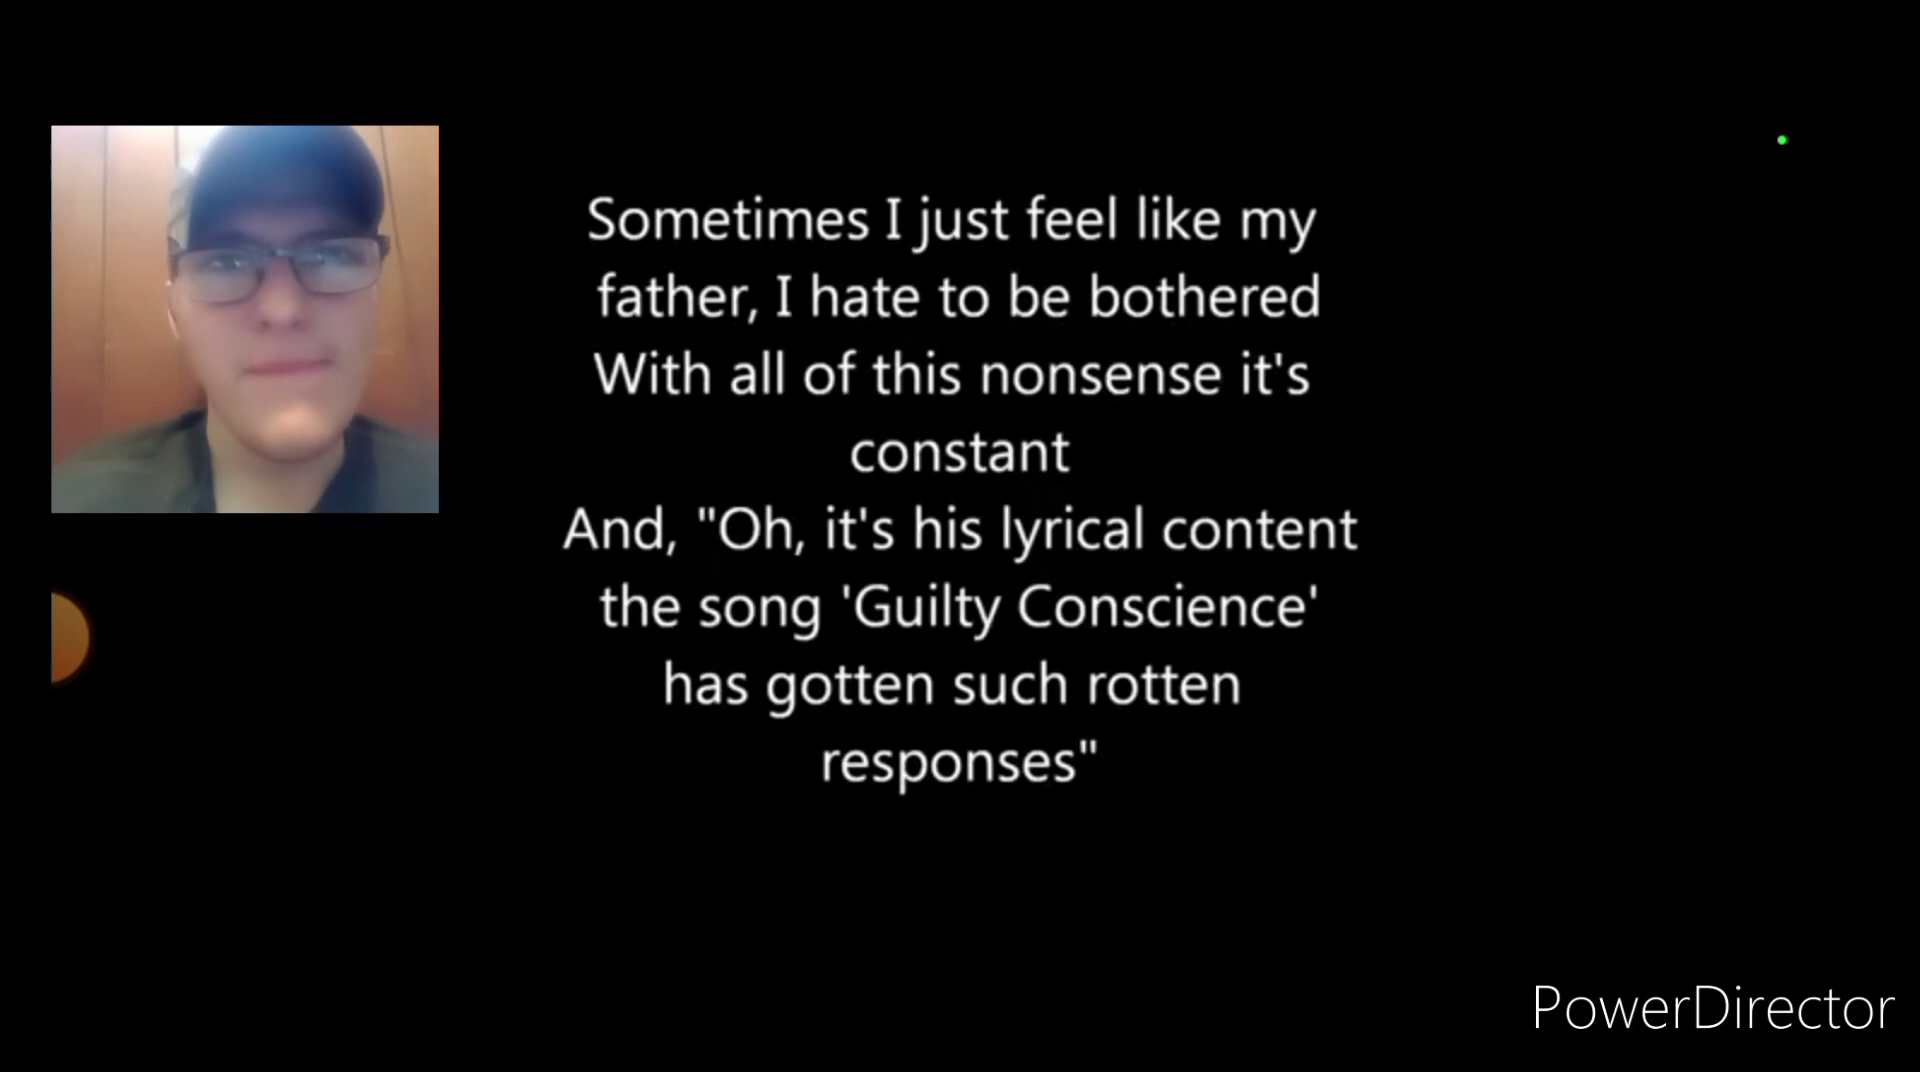 Sometimes I just feel like my
father, I hate to be bothered
With all of this nonsense it's
constant
And, "Oh, it's his lyrical content
the song 'Guilty Conscience'
has gotten such rotten
responses"
PowerDirector